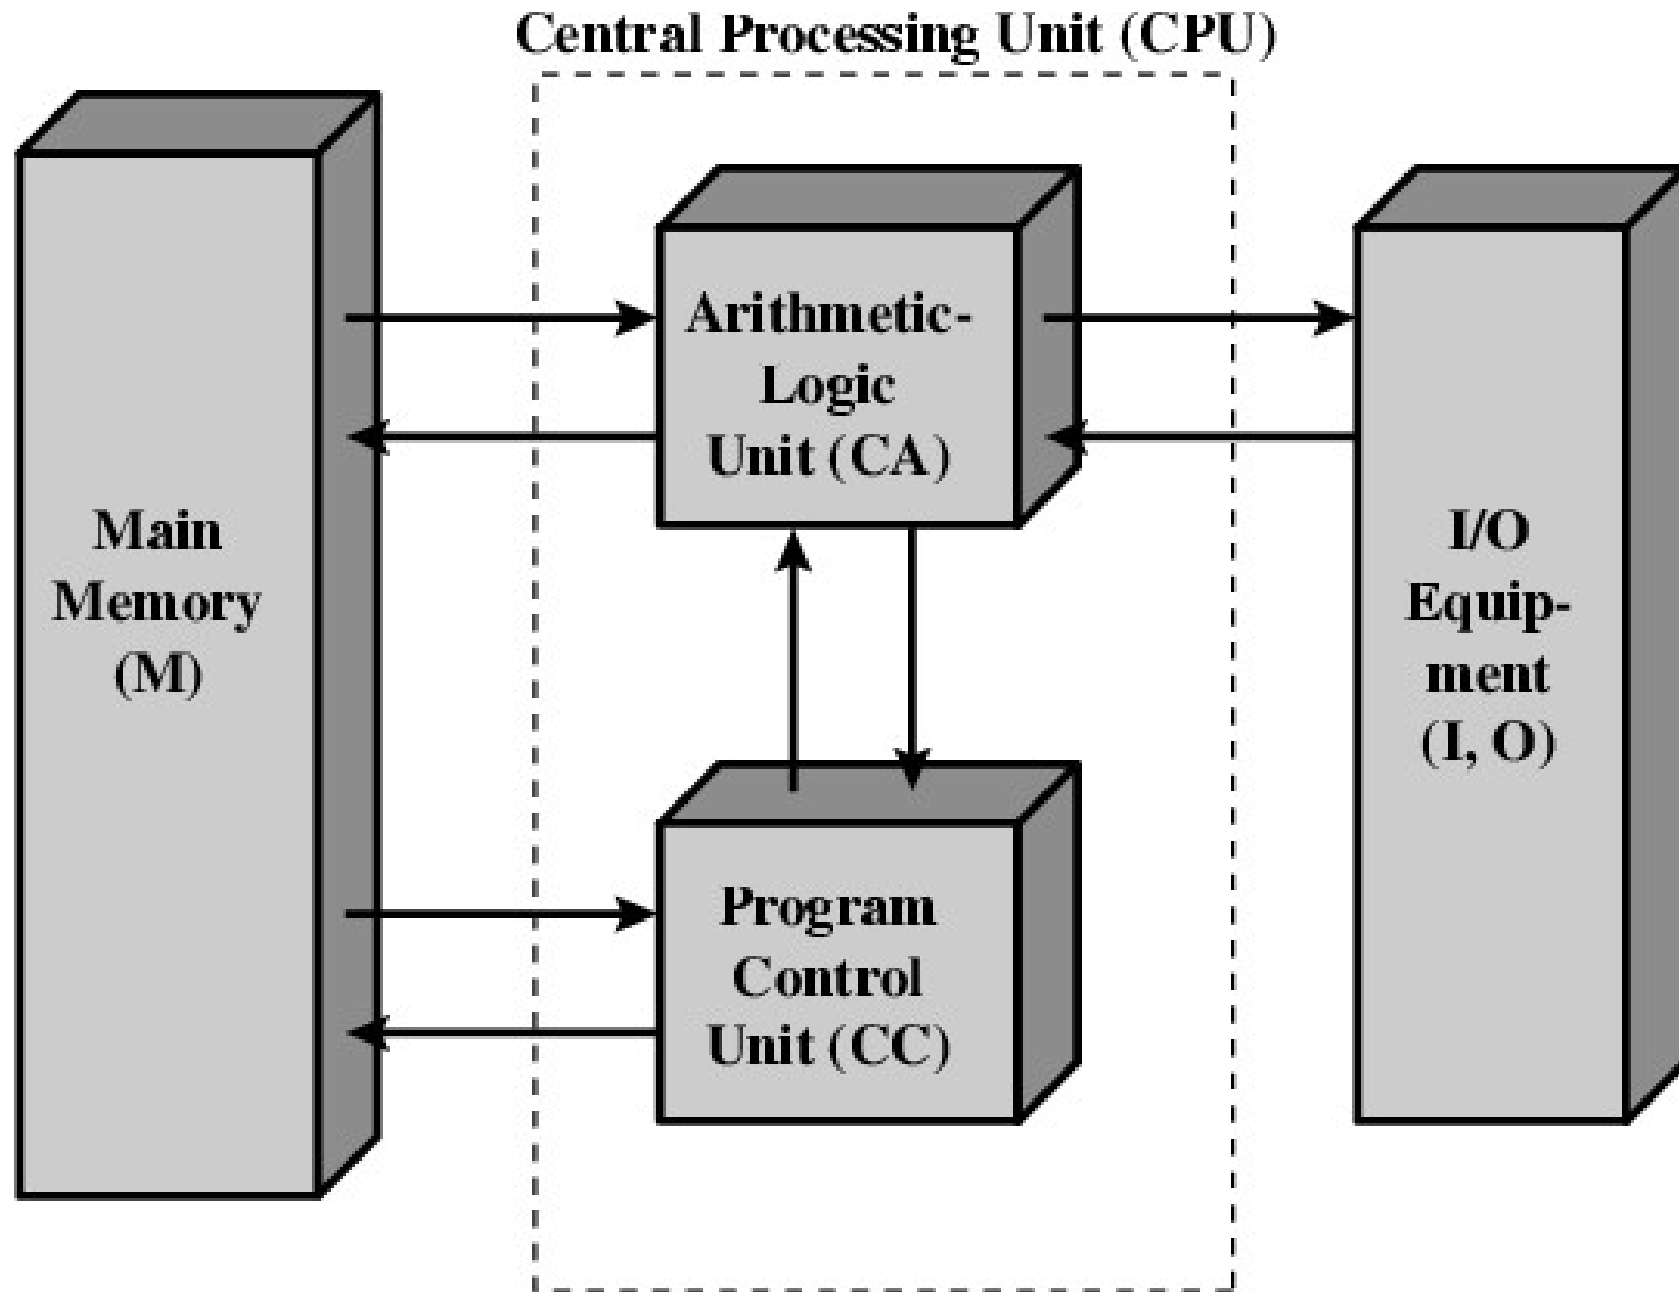 Central Processing Unit (CPU)
Main
Memory
(M)
Arithmetic-
Logic
Unit (CA)
Program
Control
Unit (CC)
I/O
Equip-
ment
(I, O)